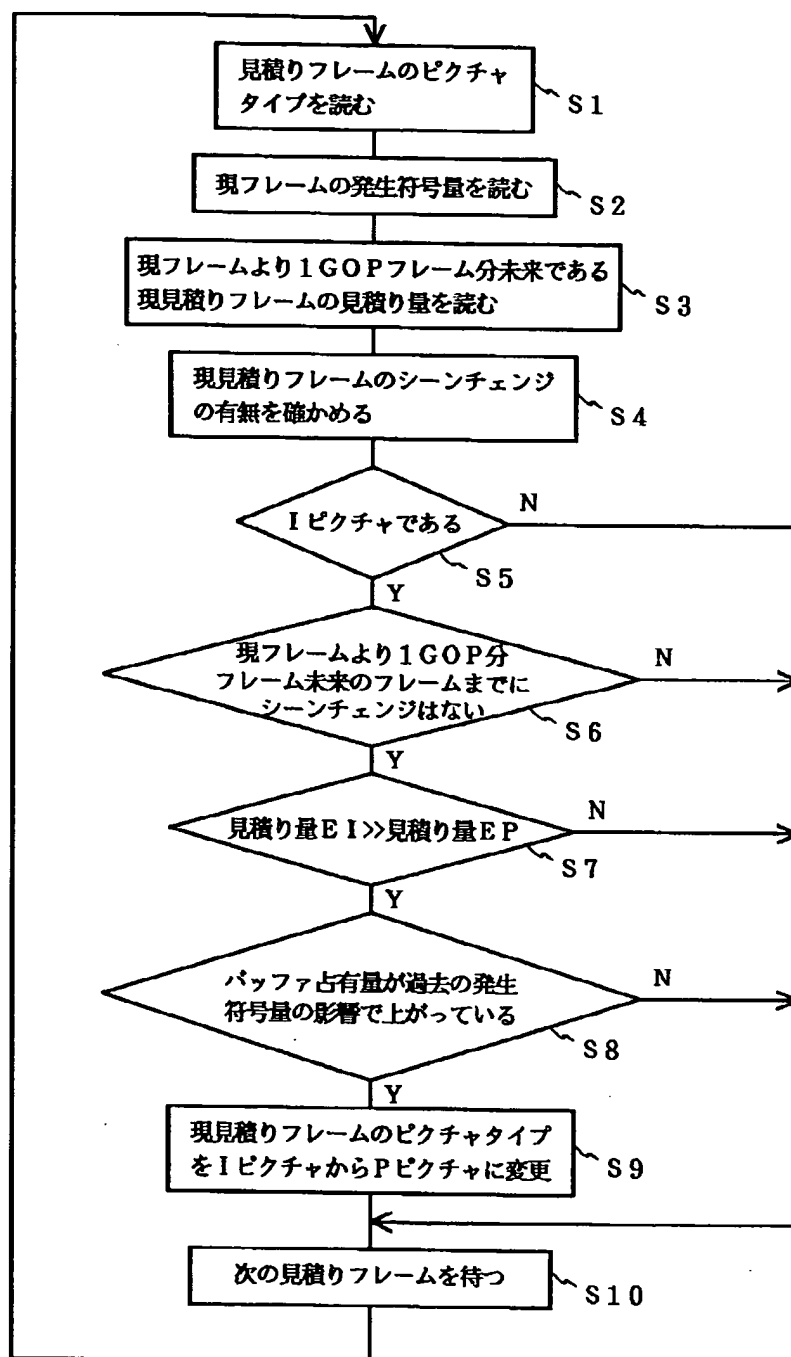 見積りフレームのピクチャ
タイプを読む
S1
現フレームの発生符号量を読む
S2
現フレームより1GOPフレーム分未来である
現見積りフレームの見積り量を読む
S3
現見積りフレームのシーンチェンジ
の有無を確かめる
S4
Iピクチャである
N
S5
Y
現フレームより1GOP分
フレーム未来のフレームまでに
シーンチェンジはない
N
S6
Y
見積り量EI≫見積り量EP
N
S7
Y
バッファ占有量が過去の発生
符号量の影響で上がっている
N
S8
Y
現見積りフレームのピクチャタイプ
をIピクチャからPピクチャに変更
S9
次の見積りフレームを待つ
S10